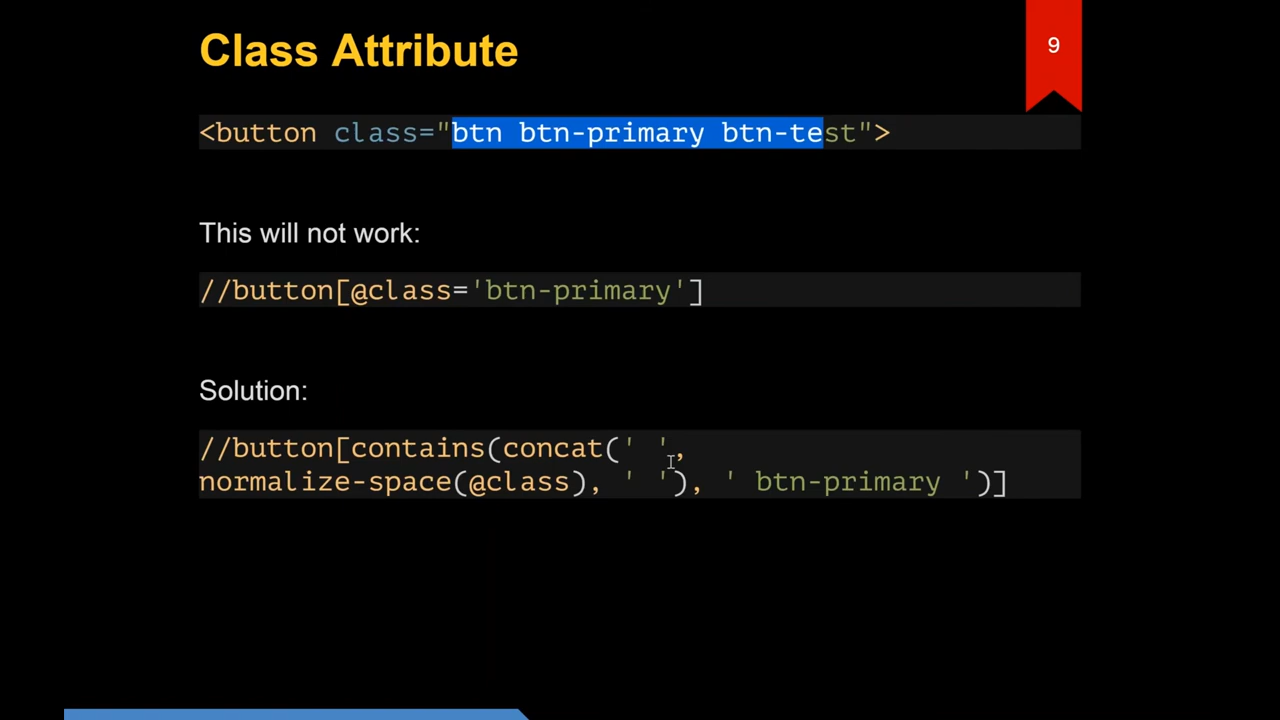 Class Attribute
9
<button class="btn btn-primary btn-test">
This will not work:
//button[@class='btn-primary']
Solution:
//button[contains(concat(' ',
normalize-space(@class), ' '), ' btn-primary ')]